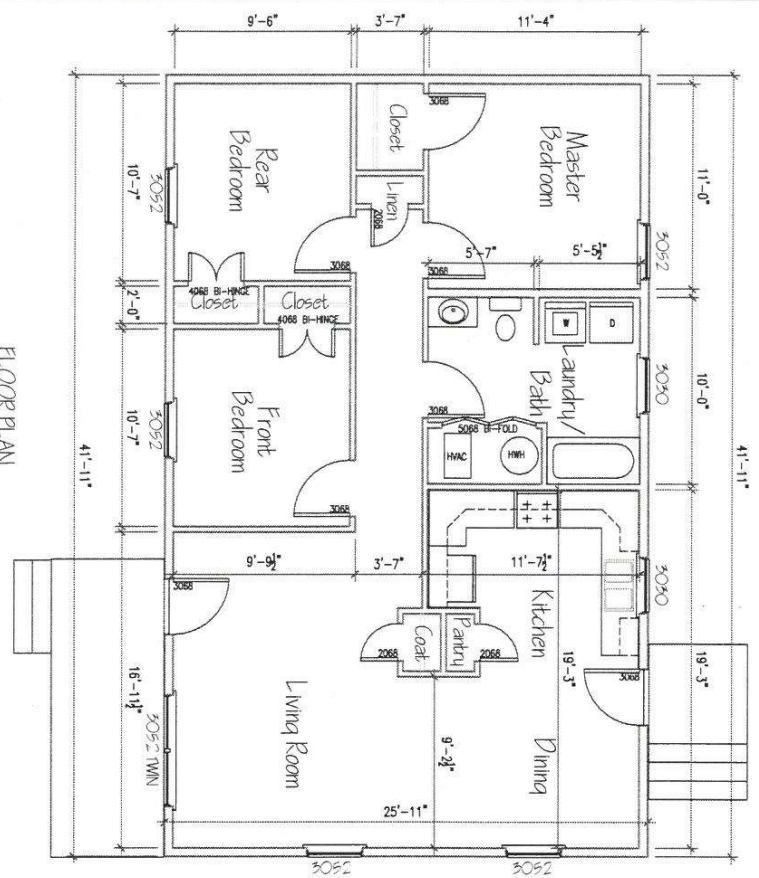 9'-6"
3'-7"
11'-4"
Closet
3068
Master
Bedroom
Rear
Bedroom
Linen
2068
11'-0"
10'-7"
3052
3052
3068
3068
5'-7"
5'-5½"
4068 BI-HINGE
Closet
Closet
4068 BI-HINGE
2'-0"
W
D
3030
10'-0"
Laundry/
Bath
3068
5068 BI-FOLD
HVAC
HWH
Front
Bedroom
3052
10'-7"
3068
41'-11"
41'-11"
FLOOR PLAN
9'-9½"
3'-7"
11'-7½"
3030
3068
Kitchen
Pantry
Coat
2068
2068
19'-3"
19'-3"
3068
16'-11½"
3052 TWIN
Living Room
Dining
9'-2½"
25'-11"
3052
3052